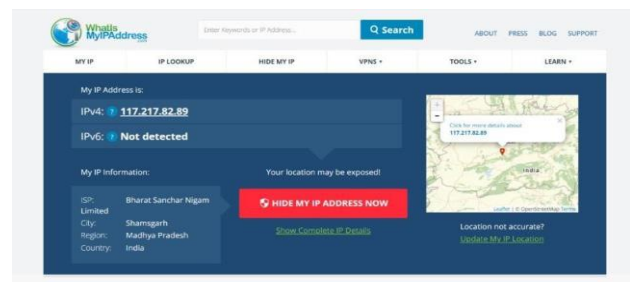 WhatIs
MyIPAddress
.com
Enter Keywords or IP Address...
Search
ABOUT PRESS BLOG SUPPORT
MY IP IP LOOKUP HIDE MY IP VPNS TOOLS LEARN
My IP Address is:
IPv4: ? 117.217.82.89
IPv6: ? Not detected
My IP Information:
ISP: Bharat Sanchar Nigam
Limited
City: Shamsgarh
Region: Madhya Pradesh
Country: India
Your location may be exposed!
HIDE MY IP ADDRESS NOW
Show Complete IP Details
+
−
Click for more details about
117.217.82.89
×
India
Leaflet | © OpenStreetMap Terms
Location not accurate?
Update My IP Location